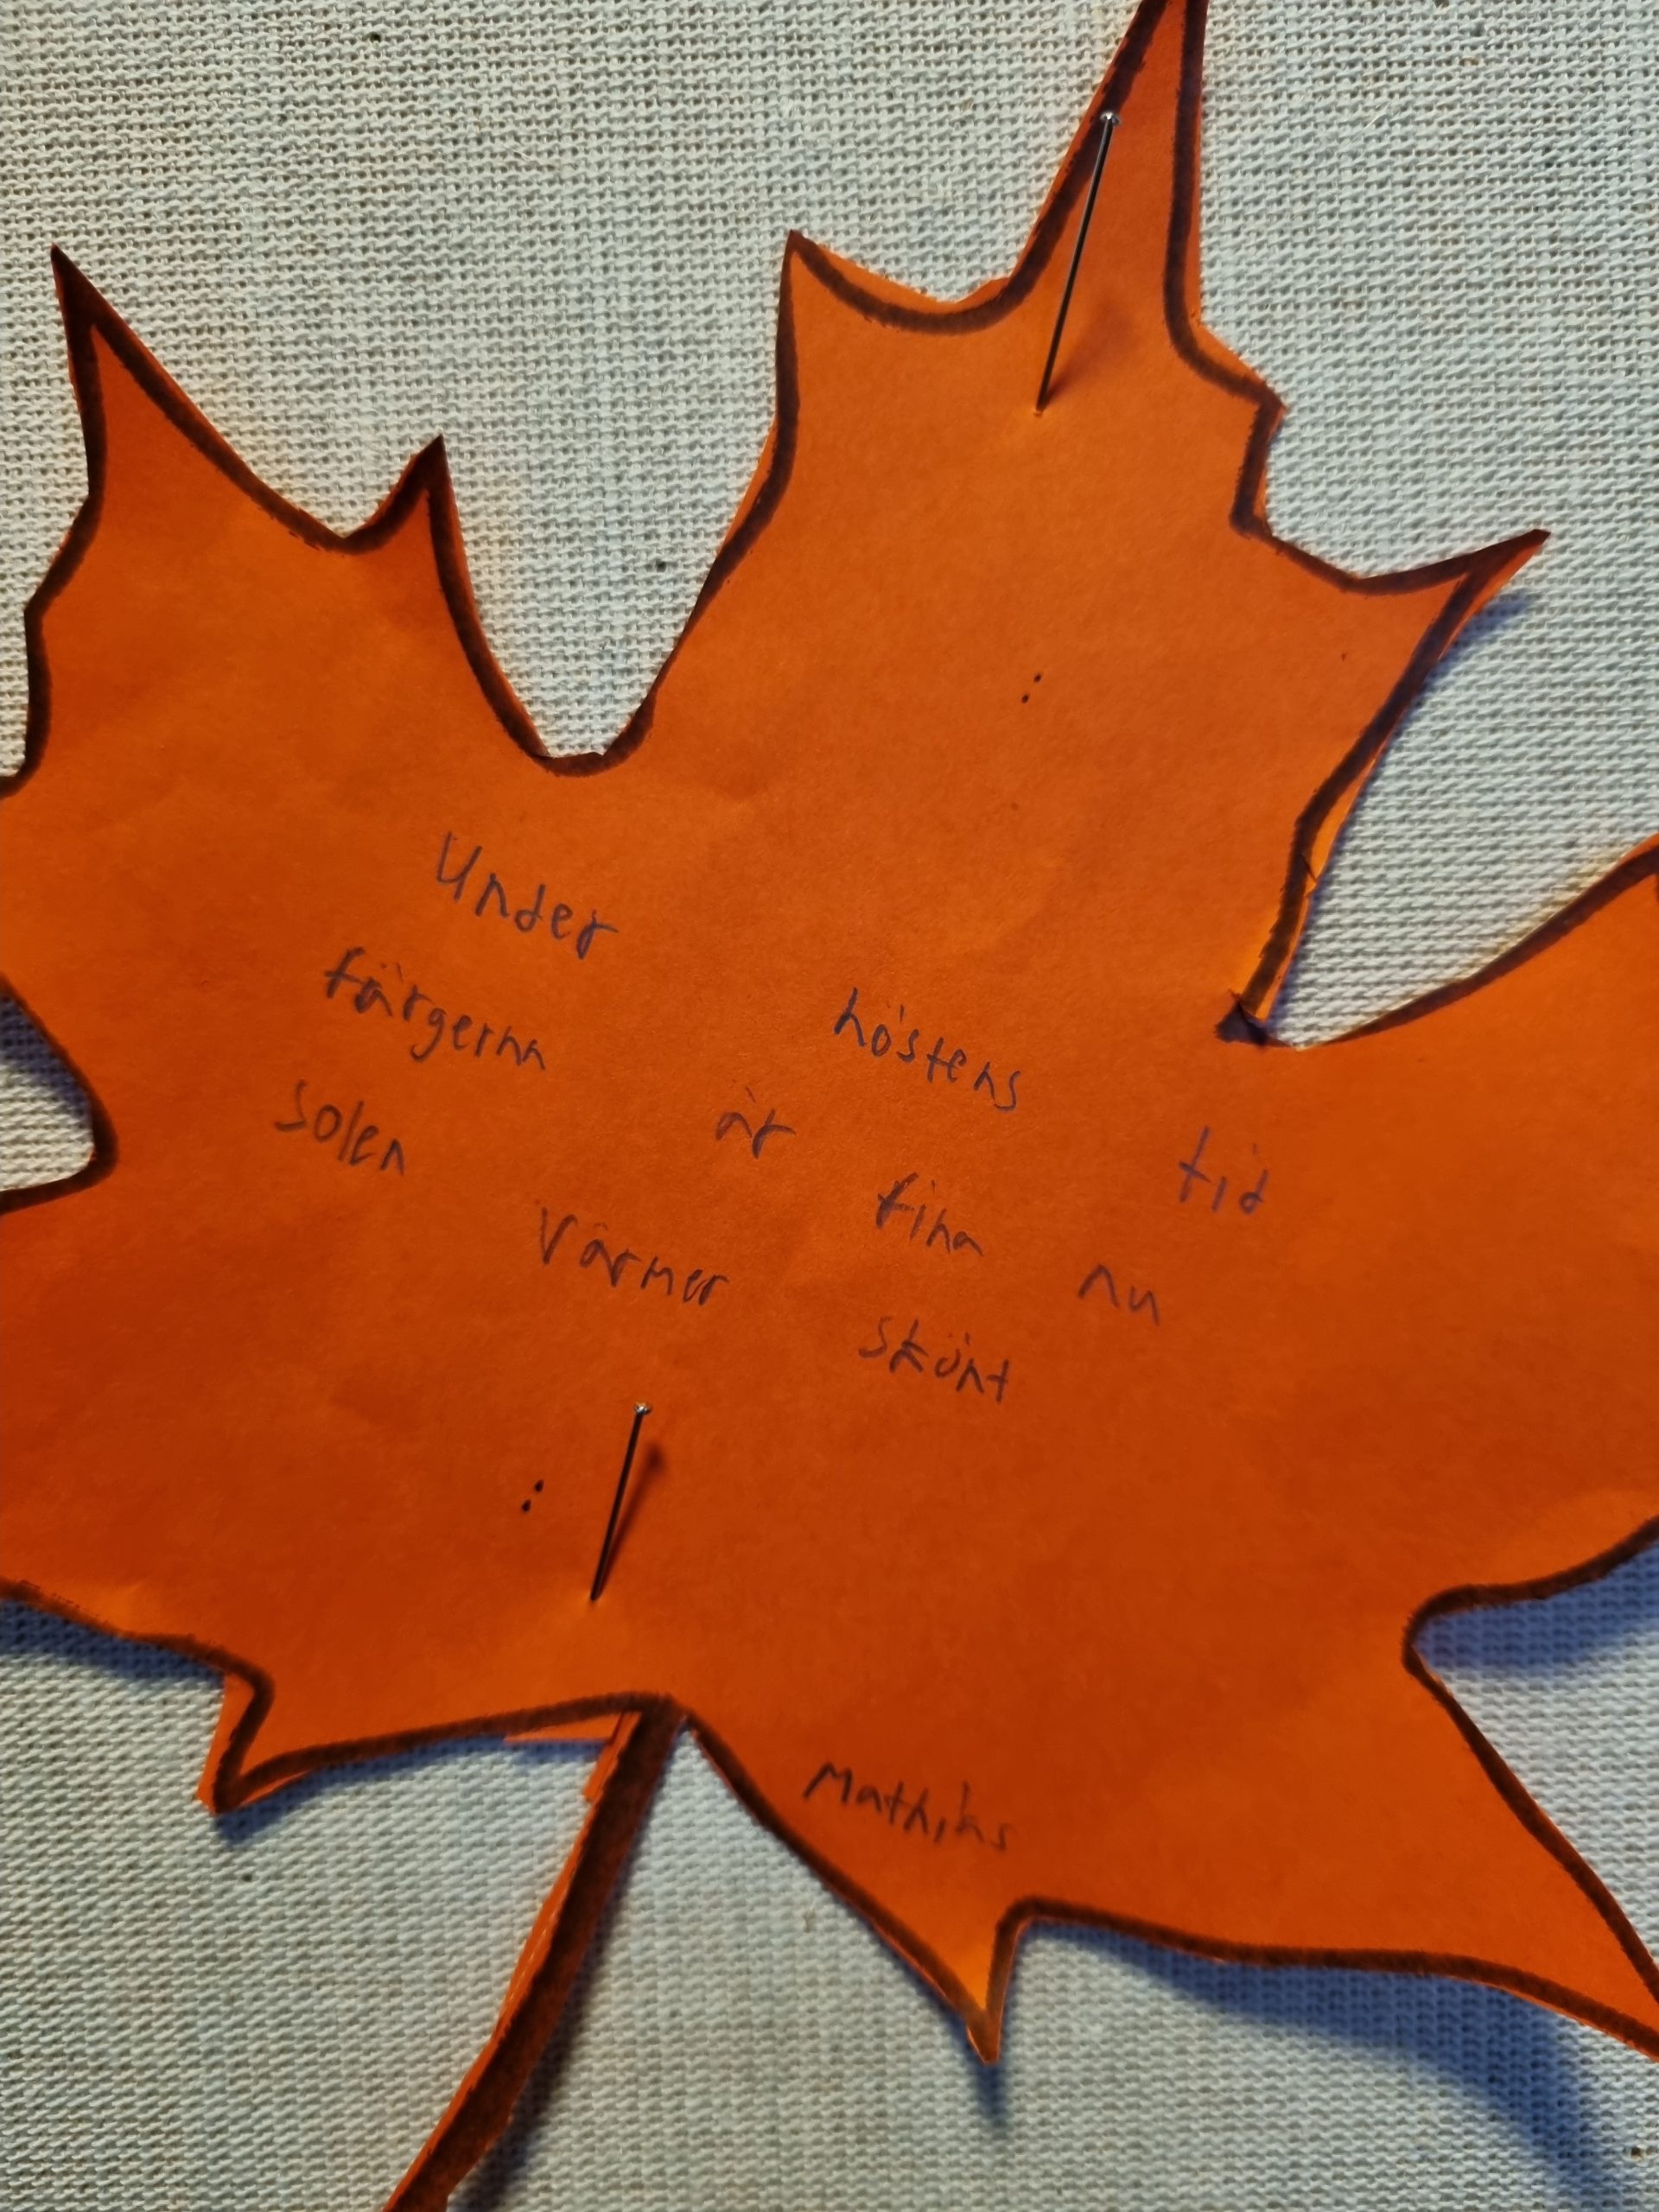 Under höstens tid
färgerna är fina nu
solen värmer skönt
Mathias